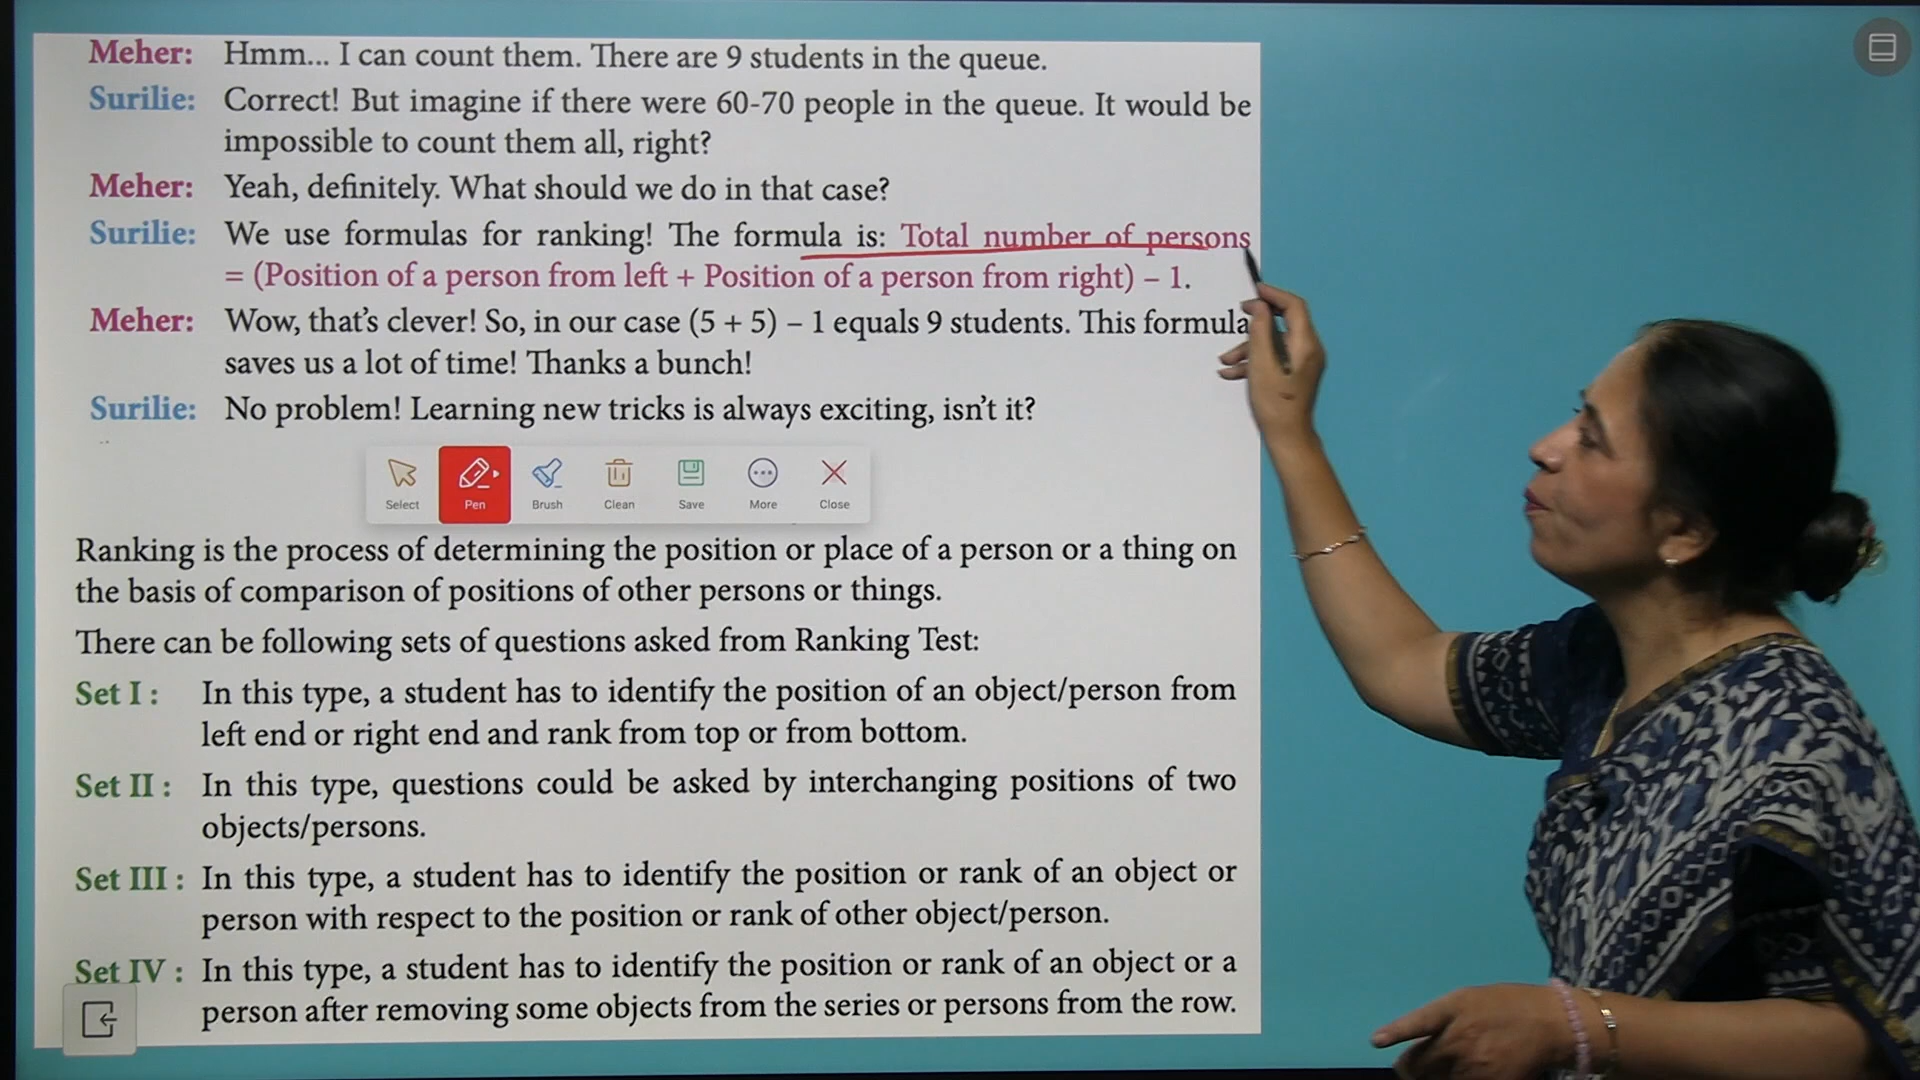 Meher: Hmm... I can count them. There are 9 students in the queue.
Surilie: Correct! But imagine if there were 60-70 people in the queue. It would be
impossible to count them all, right?
Meher: Yeah, definitely. What should we do in that case?
Surilie: We use formulas for ranking! The formula is: Total number of persons
= (Position of a person from left + Position of a person from right) – 1.
Meher: Wow, that's clever! So, in our case (5 + 5) – 1 equals 9 students. This formula
saves us a lot of time! Thanks a bunch!
Surilie: No problem! Learning new tricks is always exciting, isn't it?
Select Pen Brush Clean Save More Close
Ranking is the process of determining the position or place of a person or a thing on
the basis of comparison of positions of other persons or things.
There can be following sets of questions asked from Ranking Test:
Set I : In this type, a student has to identify the position of an object/person from
left end or right end and rank from top or from bottom.
Set II : In this type, questions could be asked by interchanging positions of two
objects/persons.
Set III : In this type, a student has to identify the position or rank of an object or
person with respect to the position or rank of other object/person.
Set IV : In this type, a student has to identify the position or rank of an object or a
person after removing some objects from the series or persons from the row.